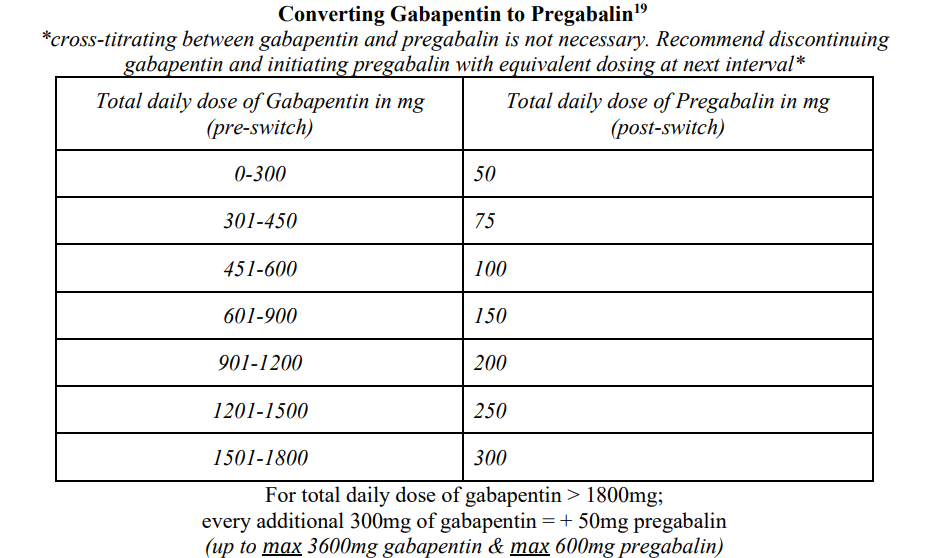 Converting Gabapentin to Pregabalin19
*cross-titrating between gabapentin and pregabalin is not necessary. Recommend discontinuing
gabapentin and initiating pregabalin with equivalent dosing at next interval*
Total daily dose of Gabapentin in mg
(pre-switch)
Total daily dose of Pregabalin in mg
(post-switch)
0-300
50
301-450
75
451-600
100
601-900
150
901-1200
200
1201-1500
250
1501-1800
300
For total daily dose of gabapentin > 1800mg;
every additional 300mg of gabapentin = + 50mg pregabalin
(up to max 3600mg gabapentin & max 600mg pregabalin)